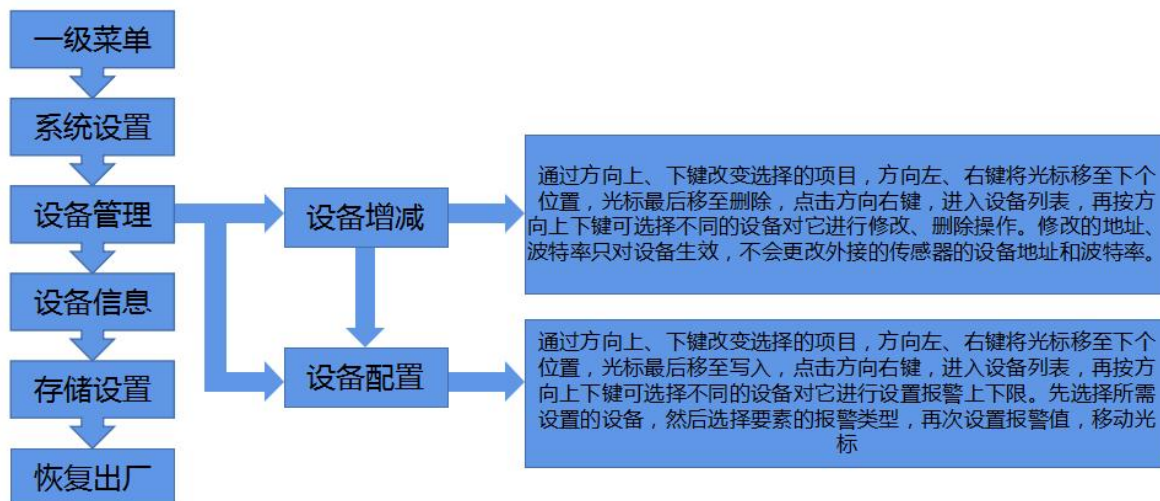 一级菜单
系统设置
设备管理
设备信息
存储设置
恢复出厂
设备增减
设备配置
通过方向上、下键改变选择的项目，方向左、右键将光标移至下个
位置，光标最后移至删除，点击方向右键，进入设备列表，再按方
向上下键可选择不同的设备对它进行修改、删除操作。修改的地址、
波特率只对设备生效，不会更改外接的传感器的设备地址和波特率。
通过方向上、下键改变选择的项目，方向左、右键将光标移至下个
位置，光标最后移至写入，点击方向右键，进入设备列表，再按方
向上下键可选择不同的设备对它进行设置报警上下限。先选择所需
设置的设备，然后选择要素的报警类型，再次设置报警值，移动光
标